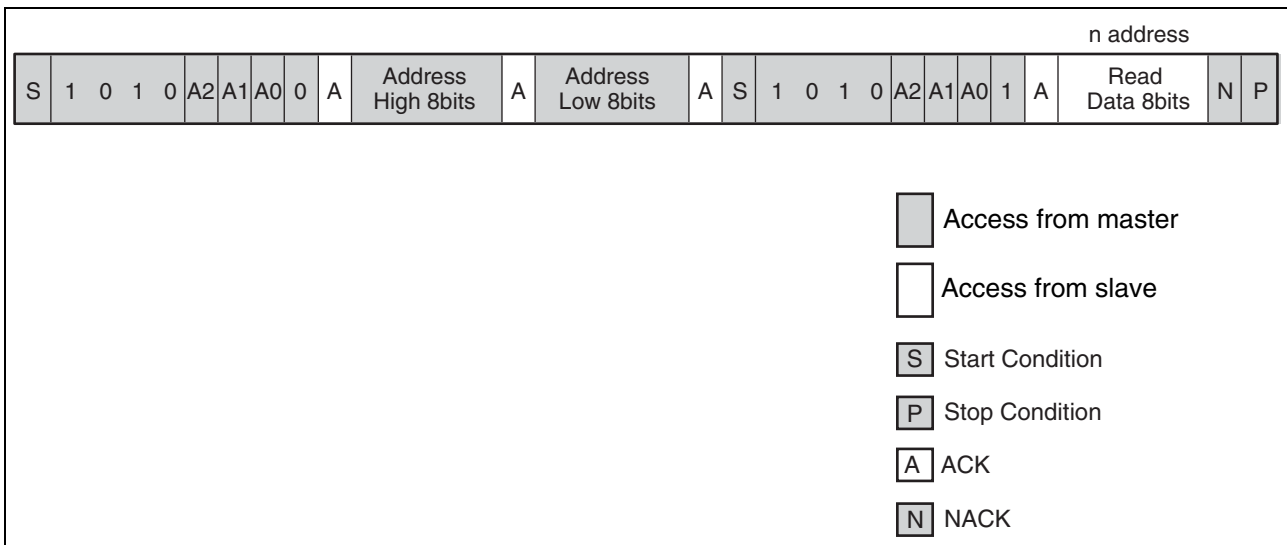 n address
S 1 0 1 0 A2 A1 A0 0 A Address High 8bits A Address Low 8bits A S 1 0 1 0 A2 A1 A0 1 A Read Data 8bits N P
Access from master
Access from slave
S Start Condition
P Stop Condition
A ACK
N NACK